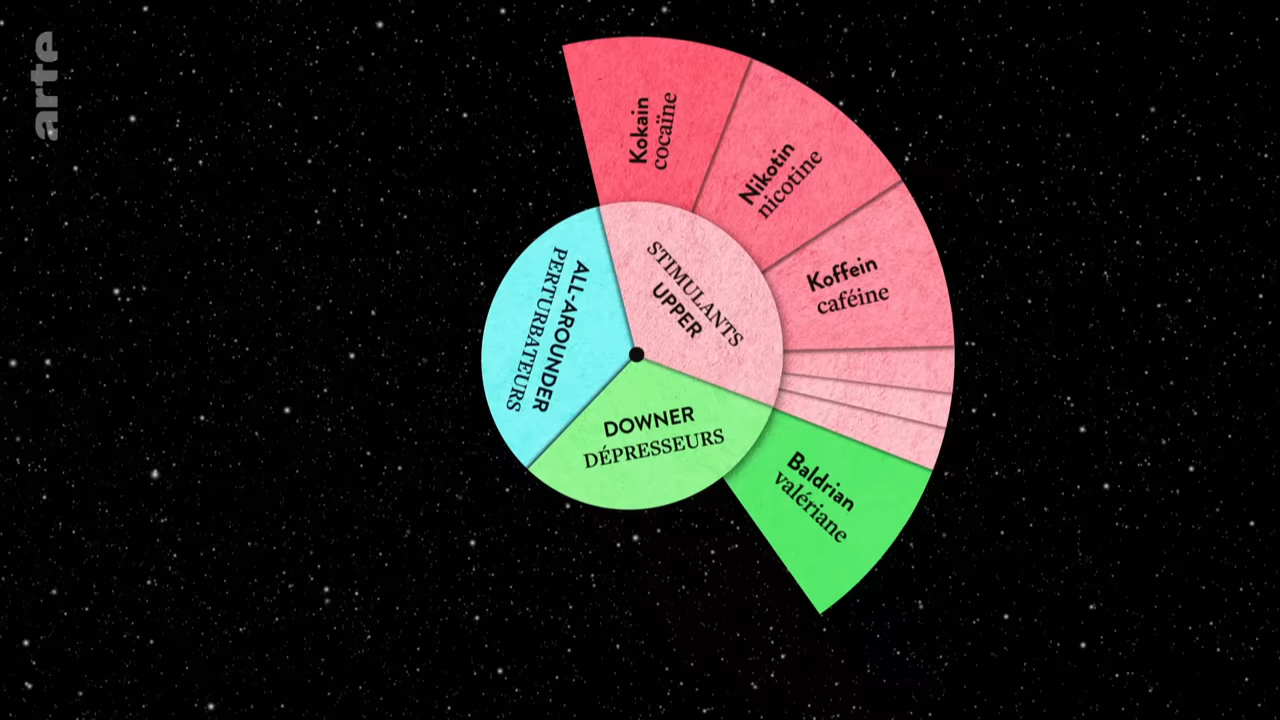 arte
Kokain
cocaïne
Nikotin
nicotine
Koffein
caféine
STIMULANTS
UPPER
ALL-AROUNDER
PERTURBATEURS
DOWNER
DÉPRESSEURS
Baldrian
valériane